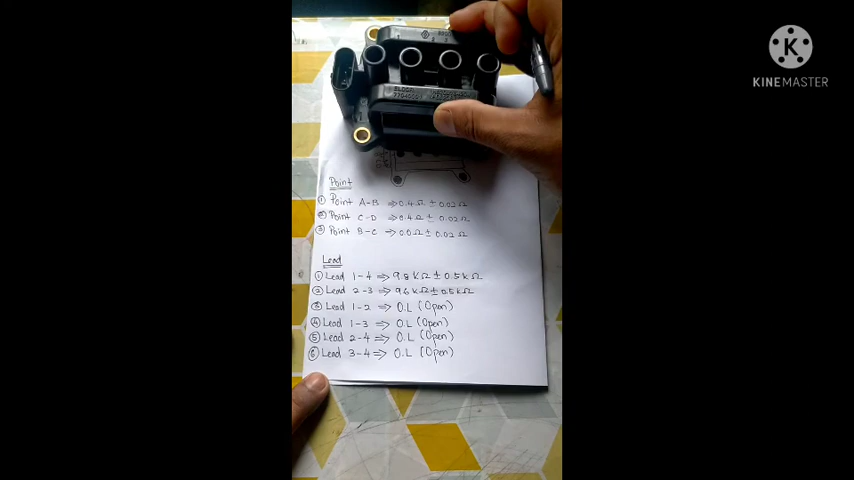 KINEMASTER
ELDOR
Point
① Point A-B ⇒ 0.4 Ω ± 0.02 Ω
② Point C-D ⇒ 0.4 Ω ± 0.02 Ω
③ Point B-C → 0.0 Ω ± 0.02 Ω
Lead
① Lead 1-4 ⇒ 9.8 KΩ ± 0.5 K Ω
② Lead 2-3 ⇒ 9.6 KΩ ± 0.5 K Ω
③ Lead 1-2 ⇒ O.L (Open)
④ Lead 1-3 ⇒ O.L (Open)
⑤ Lead 2-4 ⇒ O.L (Open)
⑥ Lead 3-4 ⇒ O.L (Open)